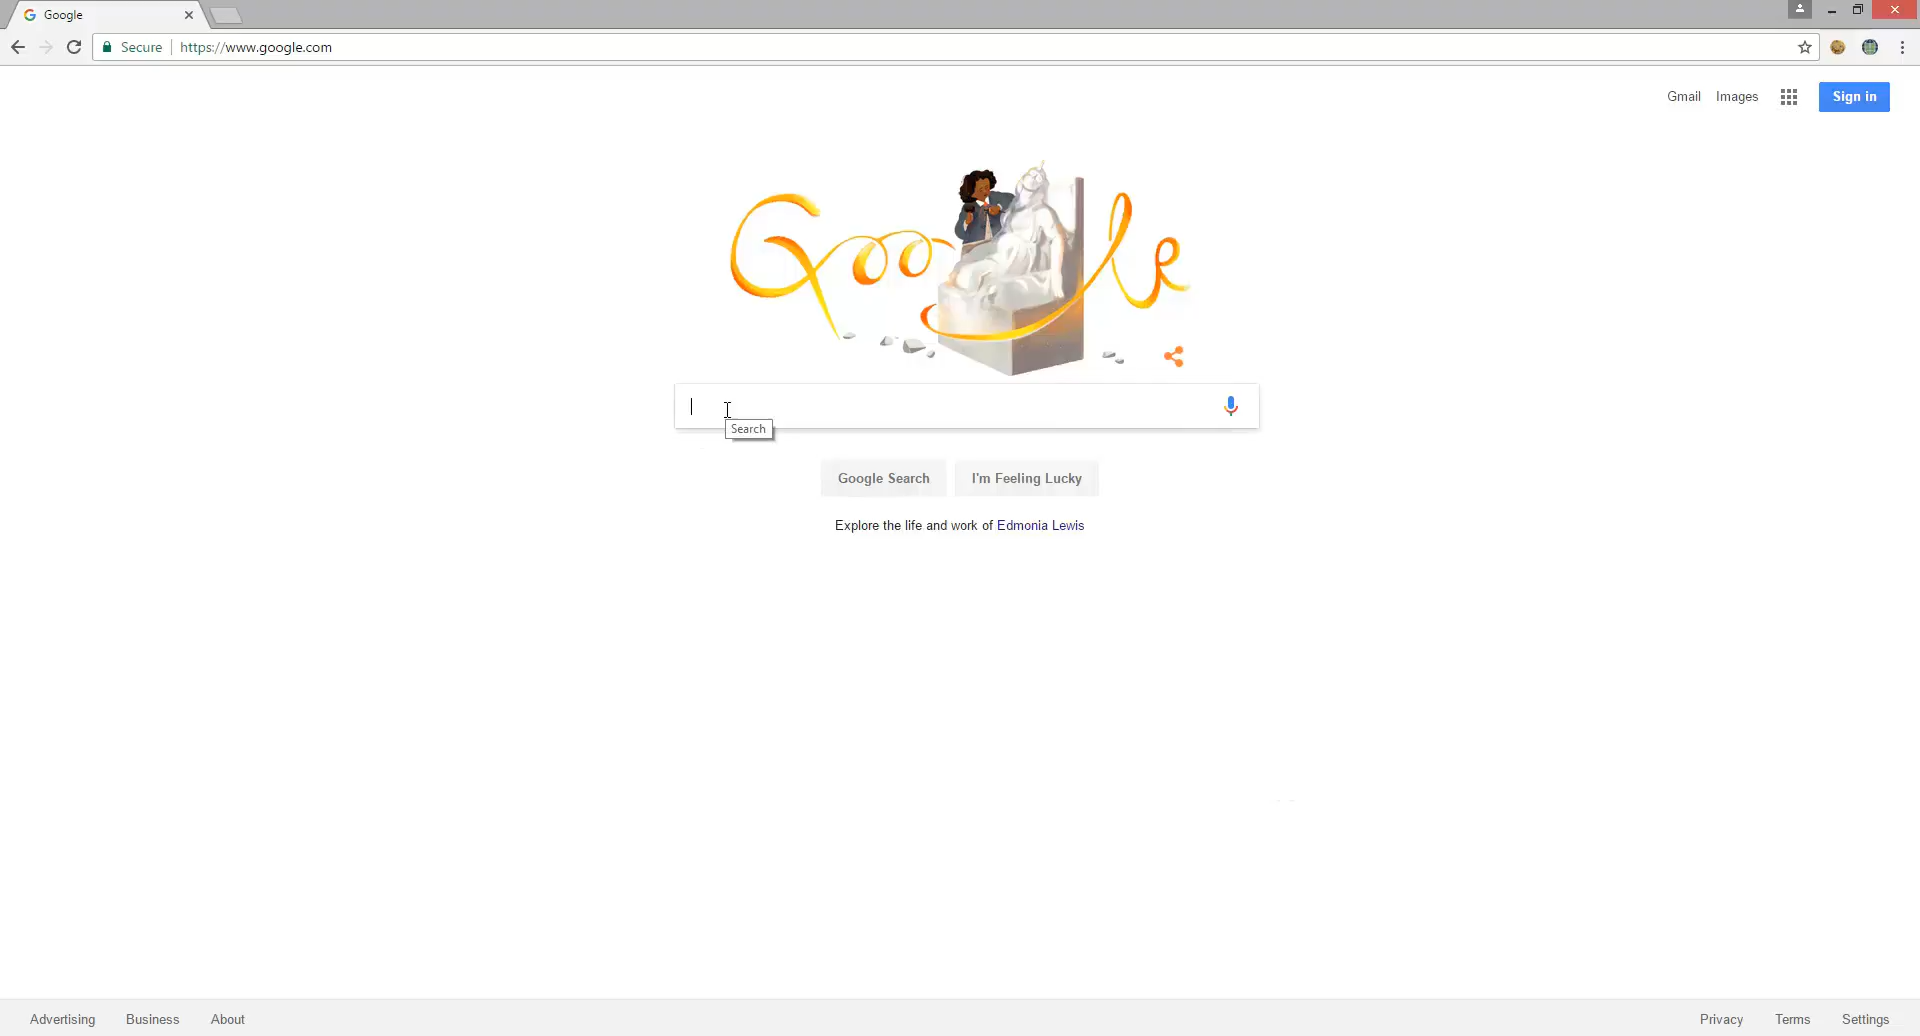 Google
Secure https://www.google.com
Gmail Images Sign in
Google
Search
Google Search I'm Feeling Lucky
Explore the life and work of Edmonia Lewis
Advertising Business About Privacy Terms Settings